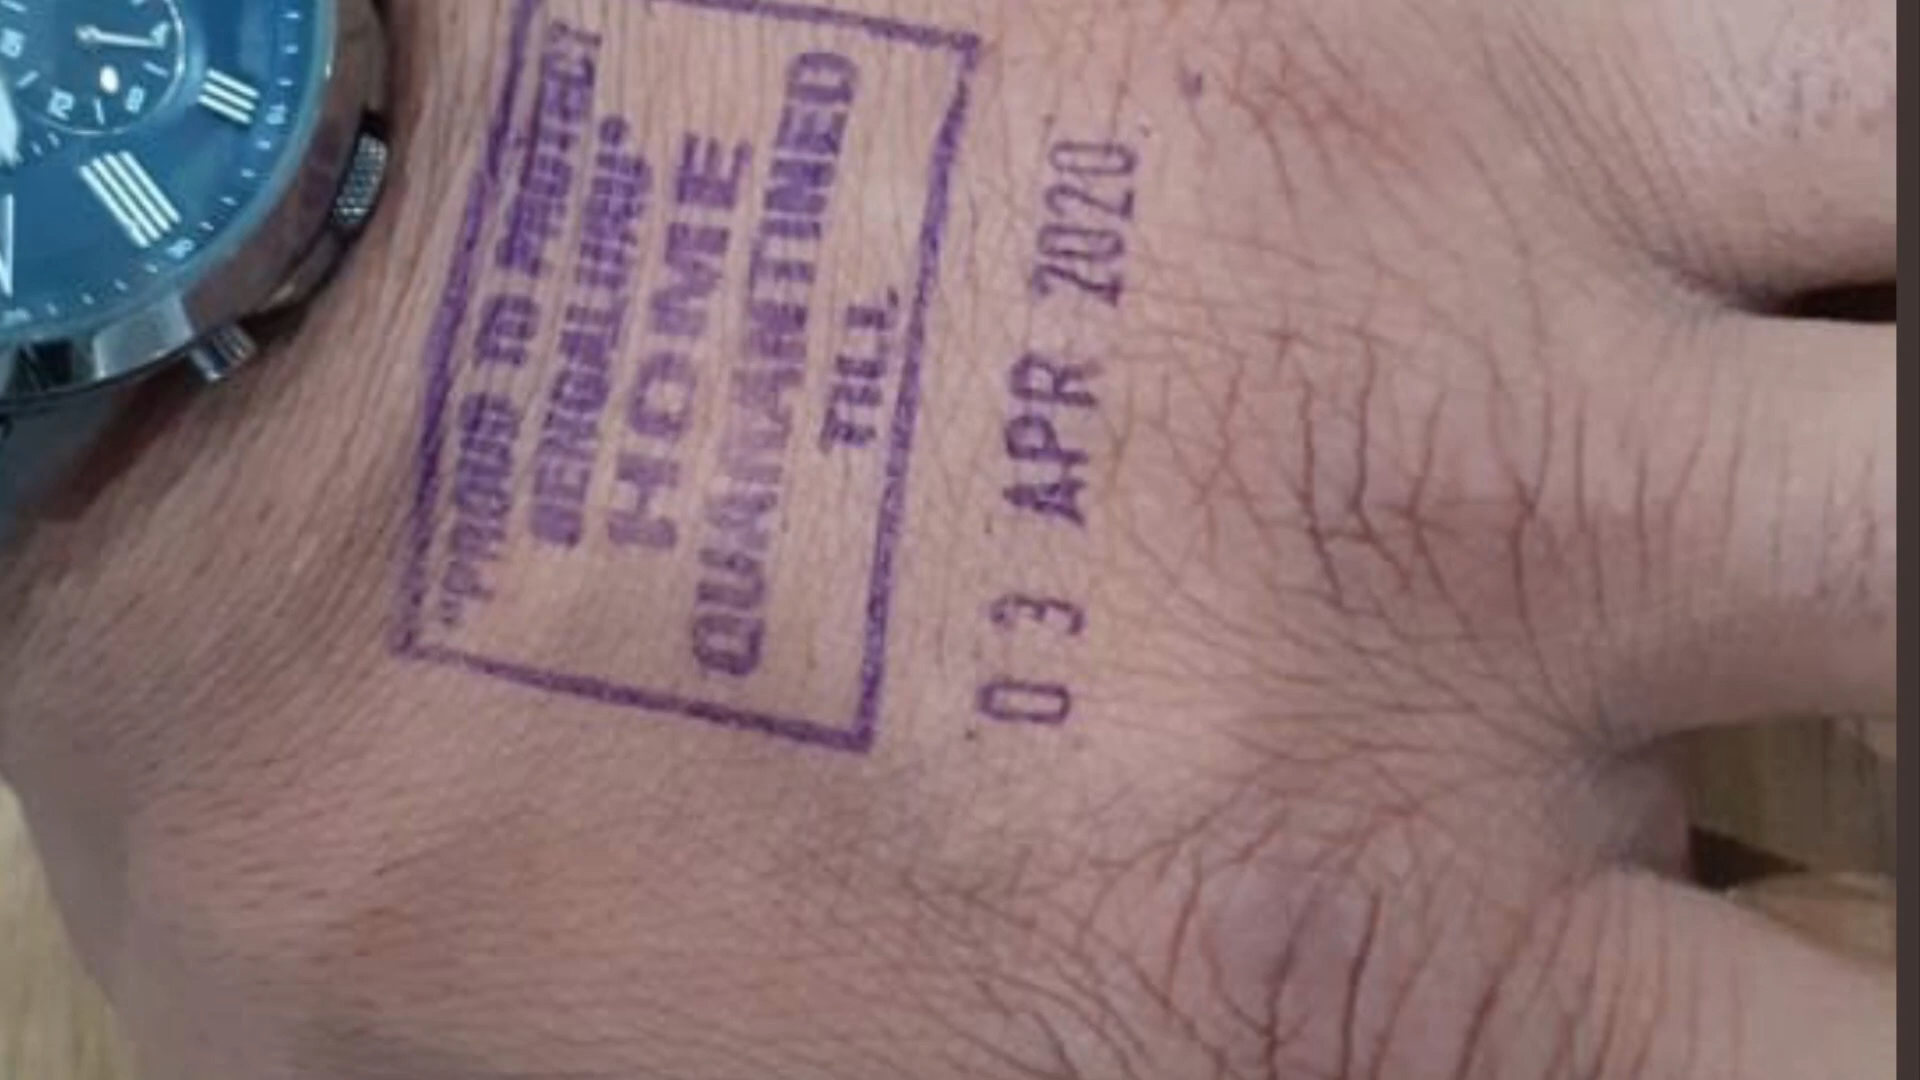 "PROUD TO PROTECT
BENGALURU"
HOME
QUARANTINED
TILL
03 APR 2020